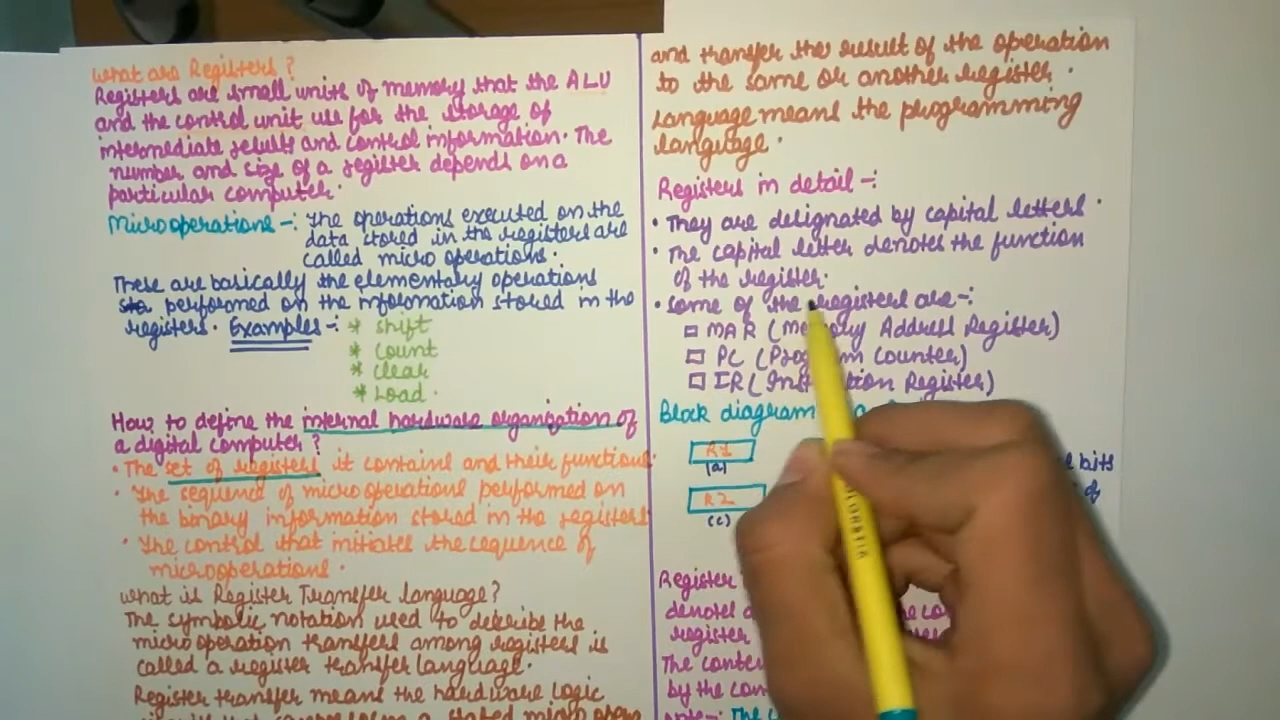 What are Registers?
Registers are small units of memory that the ALU
and the control unit use for the storage of
intermediate results and control information. The
number and size of a register depends on a
particular computer.
Microoperations -: The operations executed on the
data stored in the registers are
called micro operations.
These are basically the elementary operations
performed on the information stored in the
registers. Examples -:
* Shift
* Count
* Clear
* Load.
How to define the internal hardware organization of
a digital computer?
• The set of registers it contains and their functions.
• The sequence of microoperations performed on
the binary information stored in the registers
• The control that initiates the sequence of
microoperations.
What is Register Transfer language?
The symbolic notation used to describe the
microoperation transfers among registers is
called a register transfer language.
Register transfer means the hardware logic
a stated micro
and transfer the result of the operation
to the same or another register.
Language means the programming
language.
Registers in detail -:
• They are designated by capital letters.
• The capital letter denotes the function
of the register.
• Some of the registers are -:
MAR (Memory Address Register)
PC (Program Counter)
IR (Instruction Register)
Block diagram
R1
(a)
bits
R2
of
(c)
Register
denotes
register
The
by the
note -: The